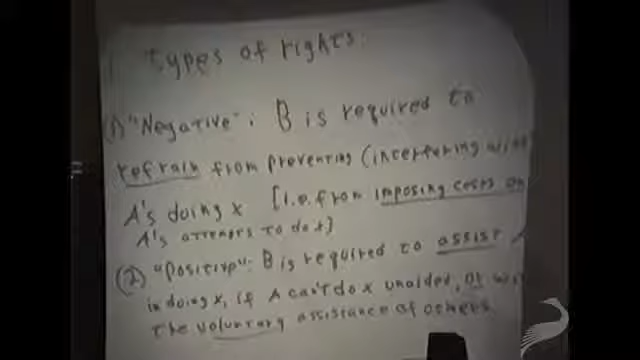 types of rights:
(1) "Negative": B is required to
refrain from preventing (interfering with
A's doing x [i.e. from imposing costs on
A's attempts to do x]
(2) "Positive": B is required to assist A
in doing x, if A can't do x unaided, or
the voluntary assistance of others